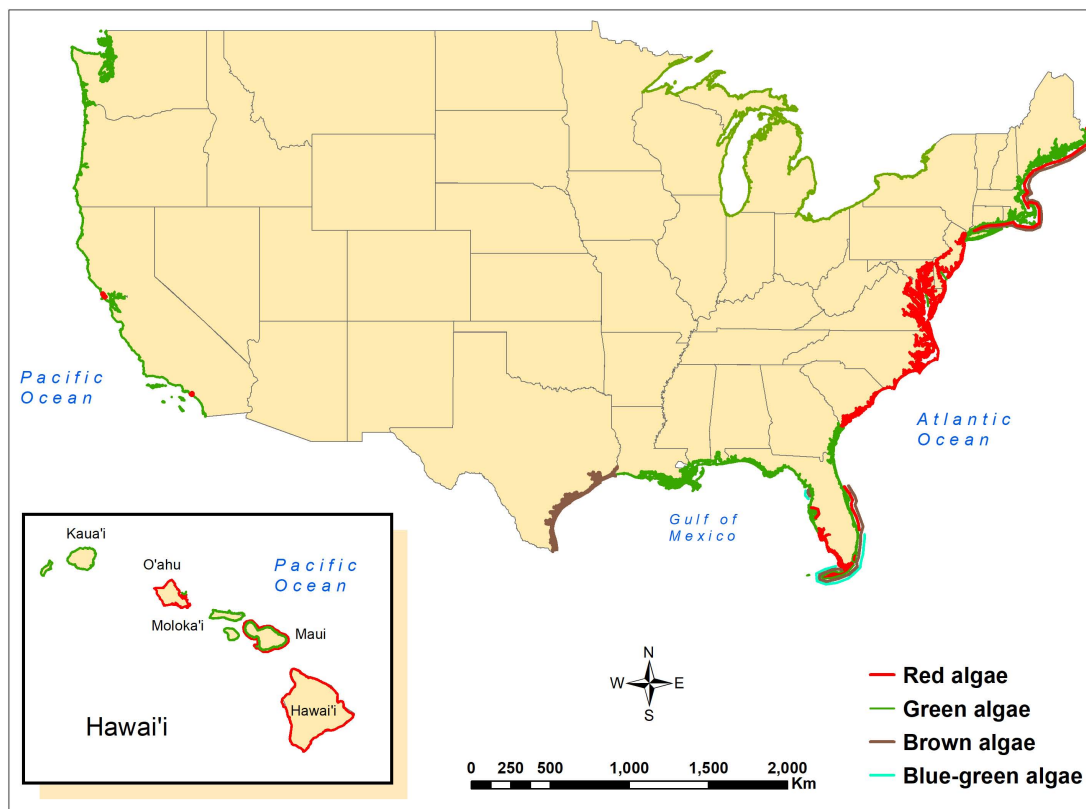 Pacific
Ocean
Atlantic
Ocean
Gulf of
Mexico
Kaua'i
O'ahu
Pacific
Ocean
Moloka'i
Maui
Hawai'i
Hawai'i
N
W
E
S
Red algae
Green algae
Brown algae
Blue-green algae
0 250 500 1,000 1,500 2,000
Km